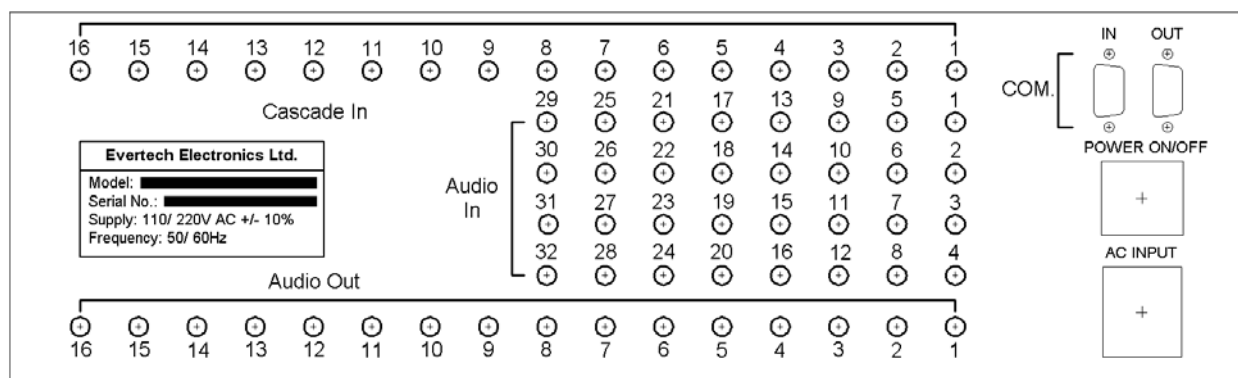 16 15 14 13 12 11 10 9 8 7 6 5 4 3 2 1
IN OUT
COM.
Cascade In
29 25 21 17 13 9 5 1
30 26 22 18 14 10 6 2
31 27 23 19 15 11 7 3
32 28 24 20 16 12 8 4
Audio
In
Evertech Electronics Ltd.
Model:
Serial No.:
Supply: 110/ 220V AC +/- 10%
Frequency: 50/ 60Hz
POWER ON/OFF
AC INPUT
Audio Out
16 15 14 13 12 11 10 9 8 7 6 5 4 3 2 1